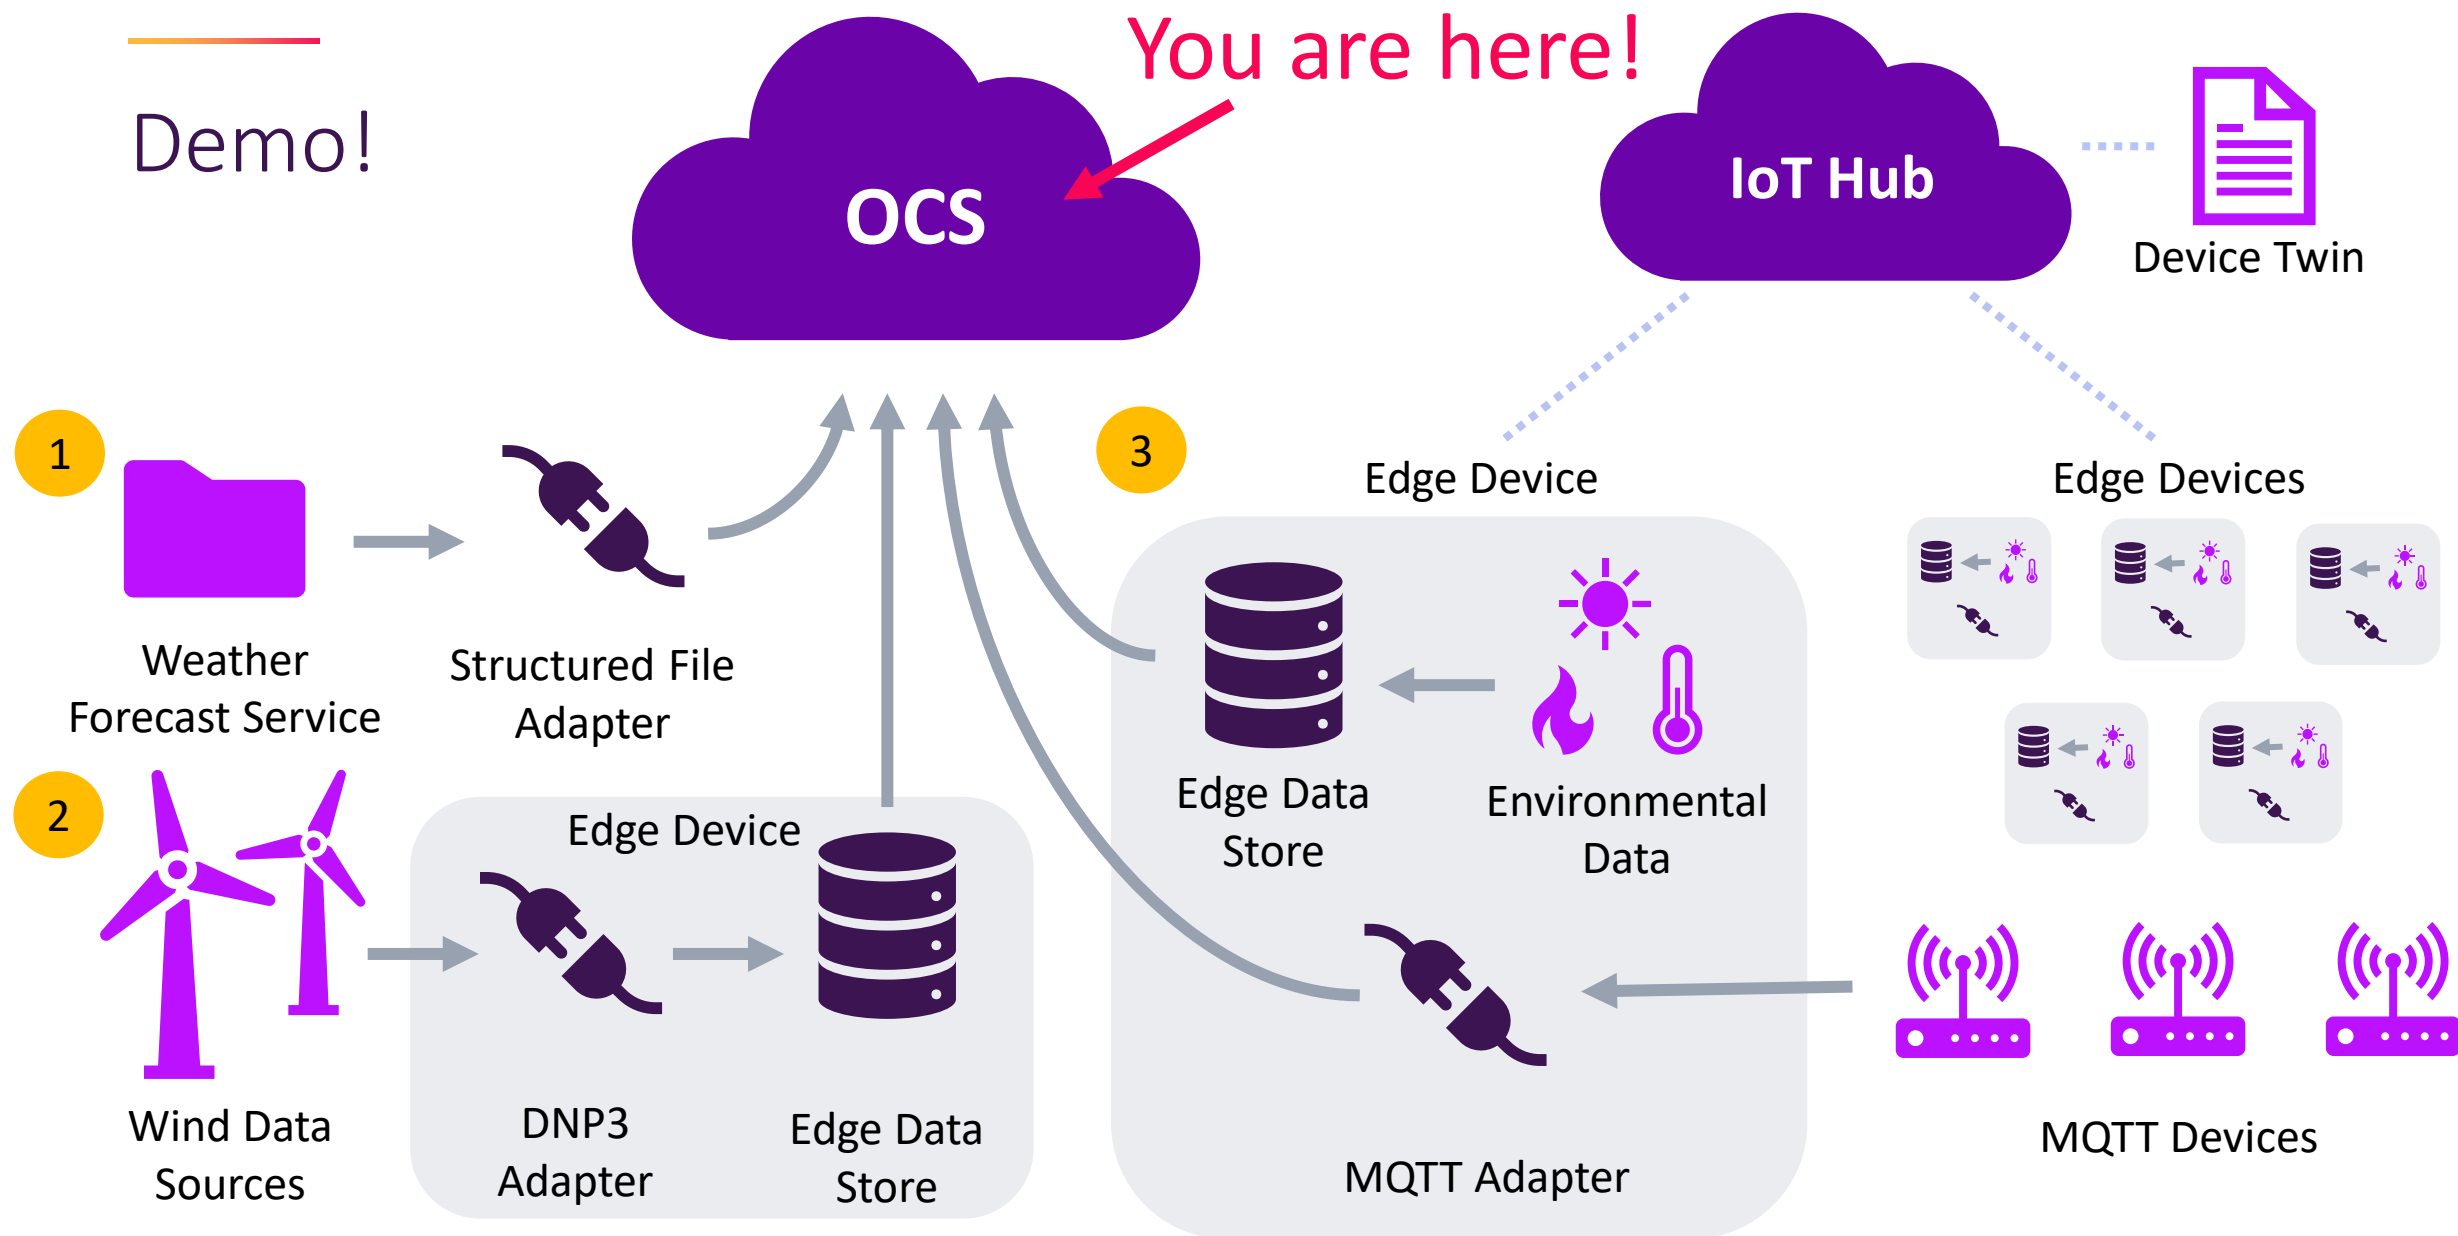 Demo!
OCS
You are here!
IoT Hub
Device Twin
1
Weather
Forecast Service
Structured File
Adapter
2
Wind Data
Sources
Edge Device
DNP3
Adapter
Edge Data
Store
3
Edge Device
Edge Data
Store
Environmental
Data
MQTT Adapter
Edge Devices
MQTT Devices